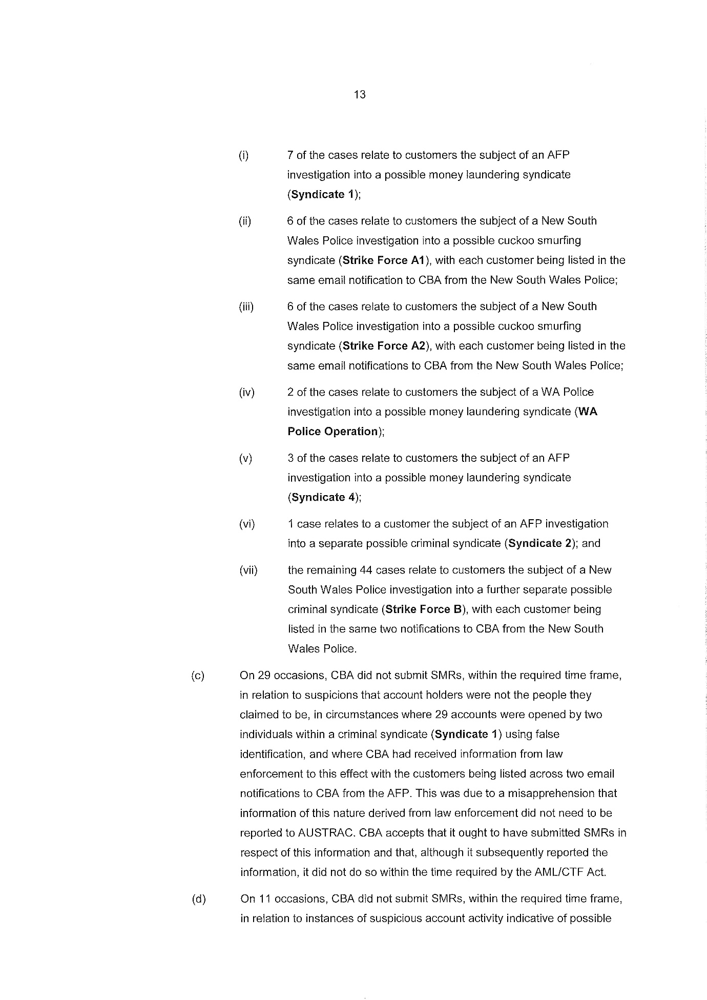 13
(i) 7 of the cases relate to customers the subject of an AFP
investigation into a possible money laundering syndicate
(Syndicate 1);
(ii) 6 of the cases relate to customers the subject of a New South
Wales Police investigation into a possible cuckoo smurfing
syndicate (Strike Force A1), with each customer being listed in the
same email notification to CBA from the New South Wales Police;
(iii) 6 of the cases relate to customers the subject of a New South
Wales Police investigation into a possible cuckoo smurfing
syndicate (Strike Force A2), with each customer being listed in the
same email notifications to CBA from the New South Wales Police;
(iv) 2 of the cases relate to customers the subject of a WA Police
investigation into a possible money laundering syndicate (WA
Police Operation);
(v) 3 of the cases relate to customers the subject of an AFP
investigation into a possible money laundering syndicate
(Syndicate 4);
(vi) 1 case relates to a customer the subject of an AFP investigation
into a separate possible criminal syndicate (Syndicate 2); and
(vii) the remaining 44 cases relate to customers the subject of a New
South Wales Police investigation into a further separate possible
criminal syndicate (Strike Force B), with each customer being
listed in the same two notifications to CBA from the New South
Wales Police.
(c) On 29 occasions, CBA did not submit SMRs, within the required time frame,
in relation to suspicions that account holders were not the people they
claimed to be, in circumstances where 29 accounts were opened by two
individuals within a criminal syndicate (Syndicate 1) using false
identification, and where CBA had received information from law
enforcement to this effect with the customers being listed across two email
notifications to CBA from the AFP. This was due to a misapprehension that
information of this nature derived from law enforcement did not need to be
reported to AUSTRAC. CBA accepts that it ought to have submitted SMRs in
respect of this information and that, although it subsequently reported the
information, it did not do so within the time required by the AML/CTF Act.
(d) On 11 occasions, CBA did not submit SMRs, within the required time frame,
in relation to instances of suspicious account activity indicative of possible